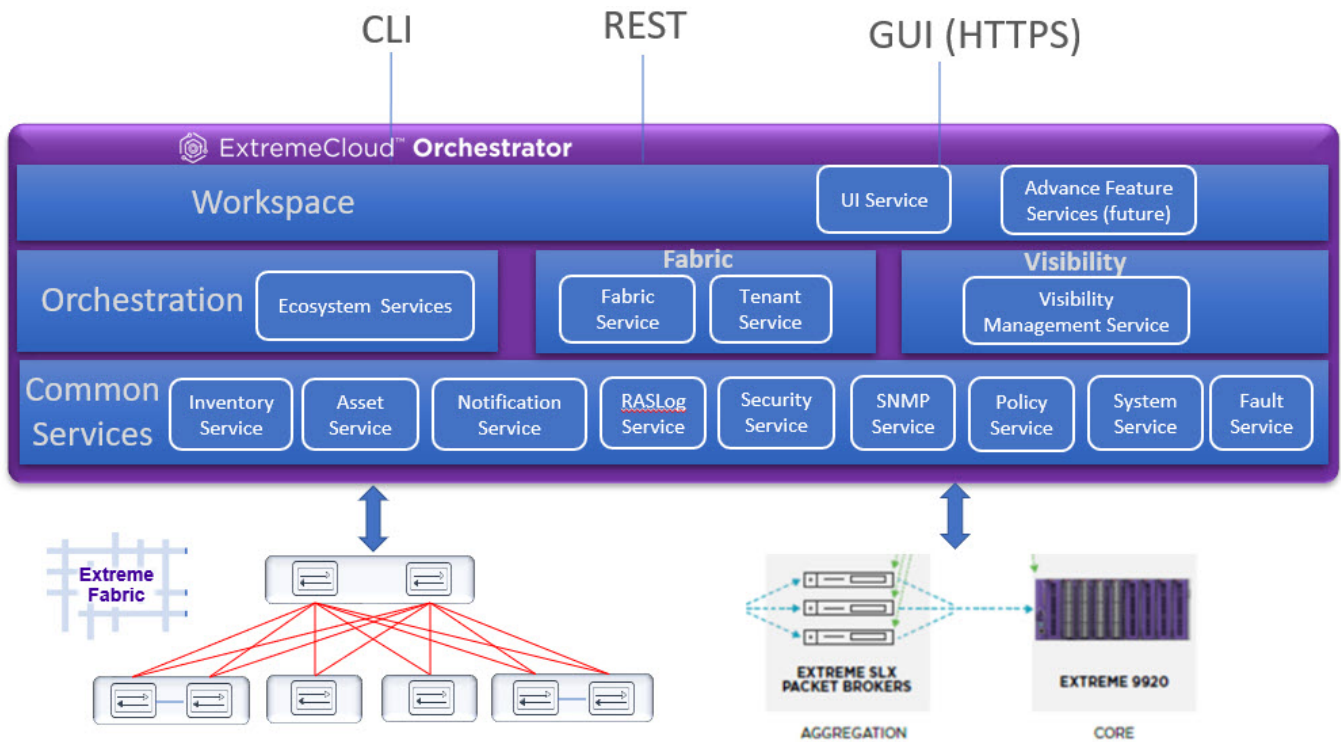 CLI
REST
GUI (HTTPS)
ExtremeCloud™ Orchestrator
Workspace
UI Service
Advance Feature
Services (future)
Orchestration
Ecosystem Services
Fabric
Fabric
Service
Tenant
Service
Visibility
Visibility
Management Service
Common
Services
Inventory
Service
Asset
Service
Notification
Service
RASLog
Service
Security
Service
SNMP
Service
Policy
Service
System
Service
Fault
Service
Extreme
Fabric
EXTREME SLX
PACKET BROKERS
AGGREGATION
EXTREME 9920
CORE